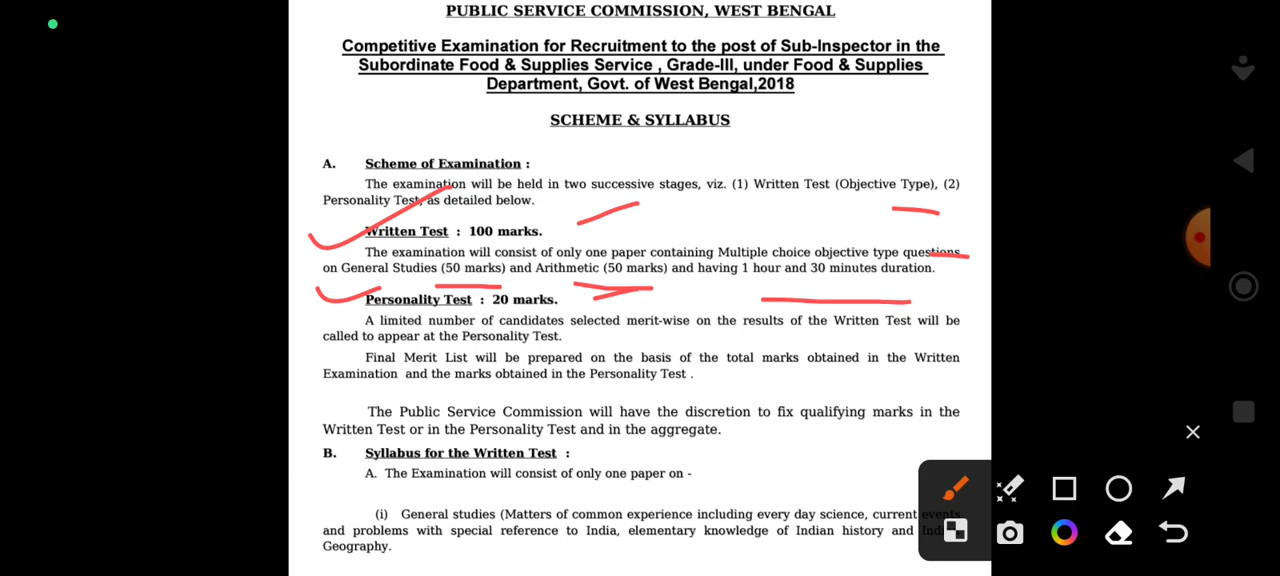 PUBLIC SERVICE COMMISSION, WEST BENGAL
Competitive Examination for Recruitment to the post of Sub-Inspector in the
Subordinate Food & Supplies Service , Grade-III, under Food & Supplies
Department, Govt. of West Bengal,2018
SCHEME & SYLLABUS
A. Scheme of Examination :
The examination will be held in two successive stages, viz. (1) Written Test (Objective Type), (2)
Personality Test, as detailed below.
Written Test : 100 marks.
The examination will consist of only one paper containing Multiple choice objective type questions
on General Studies (50 marks) and Arithmetic (50 marks) and having 1 hour and 30 minutes duration.
Personality Test : 20 marks.
A limited number of candidates selected merit-wise on the results of the Written Test will be
called to appear at the Personality Test.
Final Merit List will be prepared on the basis of the total marks obtained in the Written
Examination and the marks obtained in the Personality Test .
The Public Service Commission will have the discretion to fix qualifying marks in the
Written Test or in the Personality Test and in the aggregate.
B. Syllabus for the Written Test :
A. The Examination will consist of only one paper on -
(i) General studies (Matters of common experience including every day science, current events
and problems with special reference to India, elementary knowledge of Indian history and
Geography.